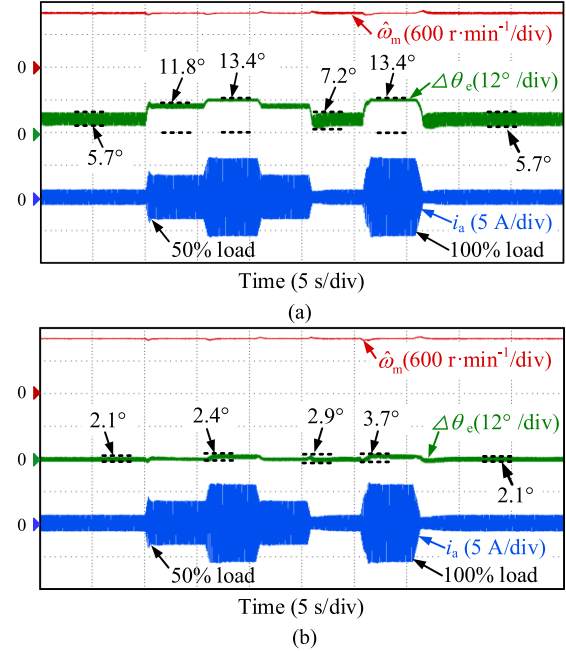 ω̂ₘ(600 r·min⁻¹/div)
0
11.8°
13.4°
7.2°
13.4°
Δθₑ(12° /div)
0
5.7°
5.7°
0
iₐ (5 A/div)
50% load
100% load
Time (5 s/div)
(a)
ω̂ₘ(600 r·min⁻¹/div)
0
2.1°
2.4°
2.9°
3.7°
Δθₑ(12° /div)
2.1°
0
iₐ (5 A/div)
50% load
100% load
Time (5 s/div)
(b)